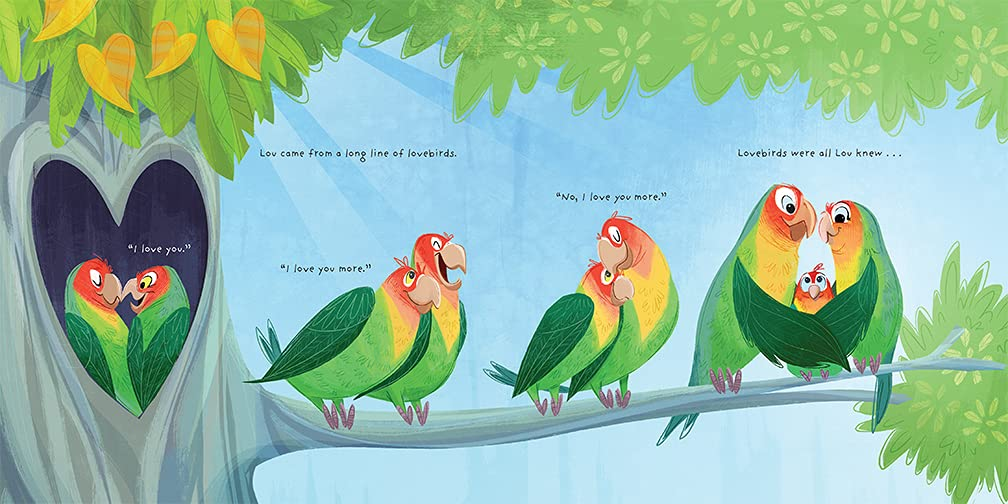 Lou came from a long line of lovebirds.
"I love you."
"I love you more."
"No, I love you more."
Lovebirds were all Lou knew . . .